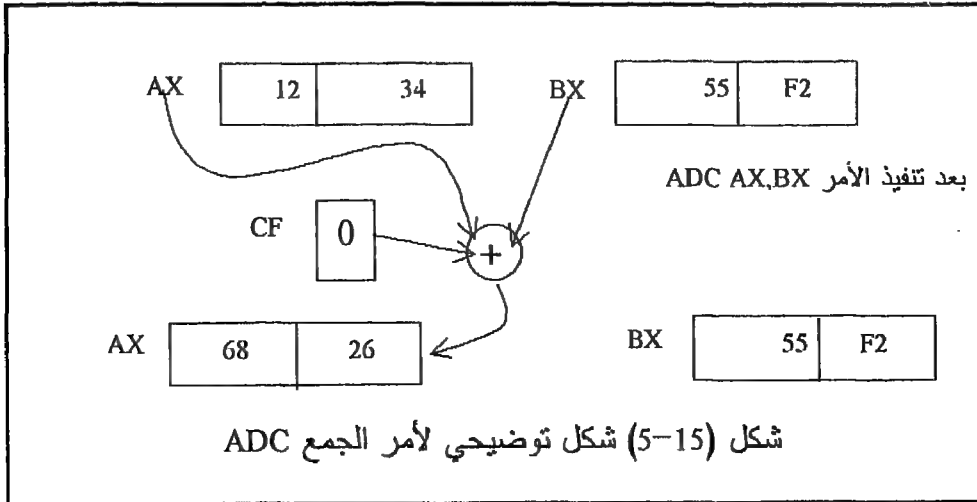 AX 12 34 BX 55 F2
بعد تنفيذ الأمر ADC AX,BX
CF 0 +
AX 68 26 BX 55 F2
شكل (15-5) شكل توضيحي لأمر الجمع ADC